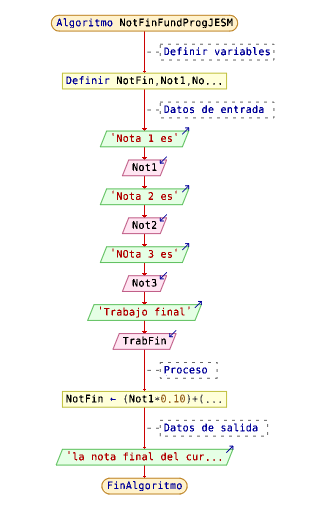 Algoritmo NotFinFundProgJESM
Definir variables
Definir NotFin,Not1,No...
Datos de entrada
'Nota 1 es'
Not1
'Nota 2 es'
Not2
'NOta 3 es'
Not3
'Trabajo final'
TrabFin
Proceso
NotFin ← (Not1*0.10)+(...
Datos de salida
'la nota final del cur...
FinAlgoritmo